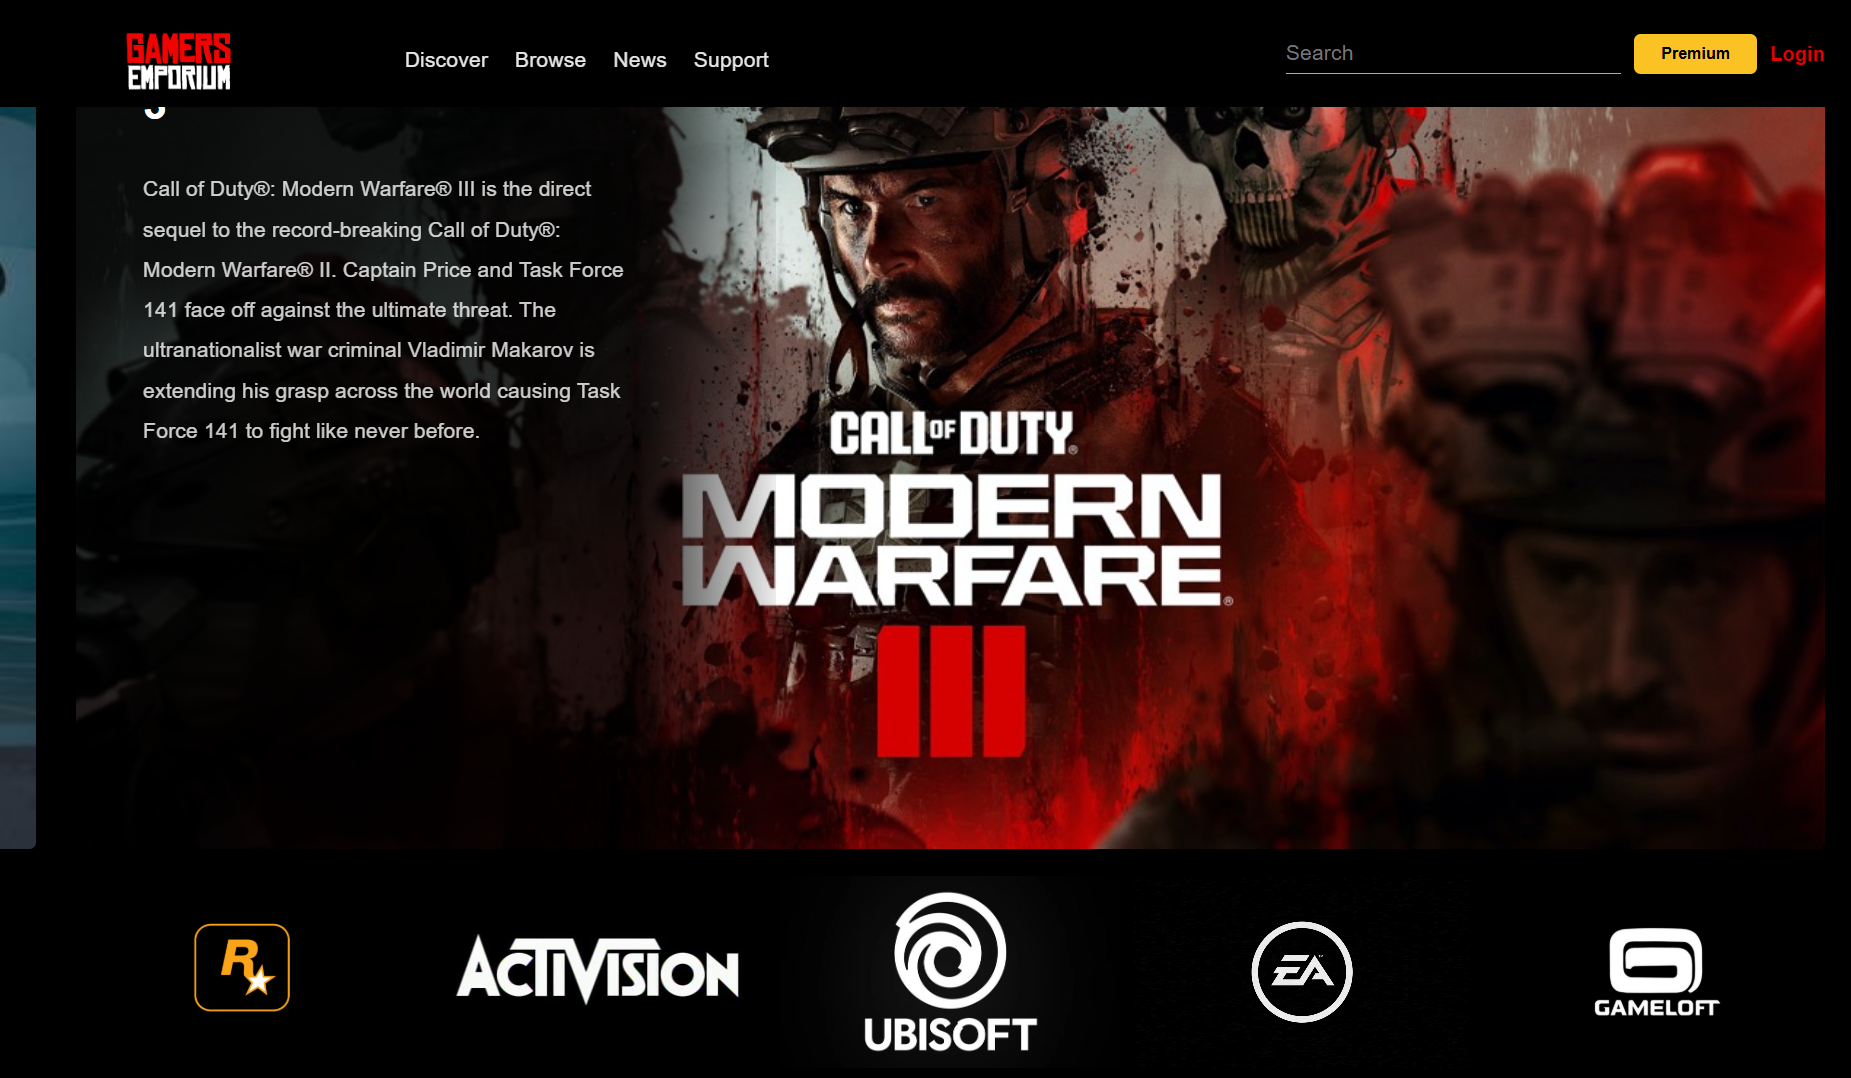 GAMERS
EMPORIUM
Discover Browse News Support
Search
Premium
Login
Call of Duty®: Modern Warfare® III is the direct
sequel to the record-breaking Call of Duty®:
Modern Warfare® II. Captain Price and Task Force
141 face off against the ultimate threat. The
ultranationalist war criminal Vladimir Makarov is
extending his grasp across the world causing Task
Force 141 to fight like never before.
CALL OF DUTY®
MODERN
WARFARE®
III
R
ACTIVISION
UBISOFT
EA
GAMELOFT